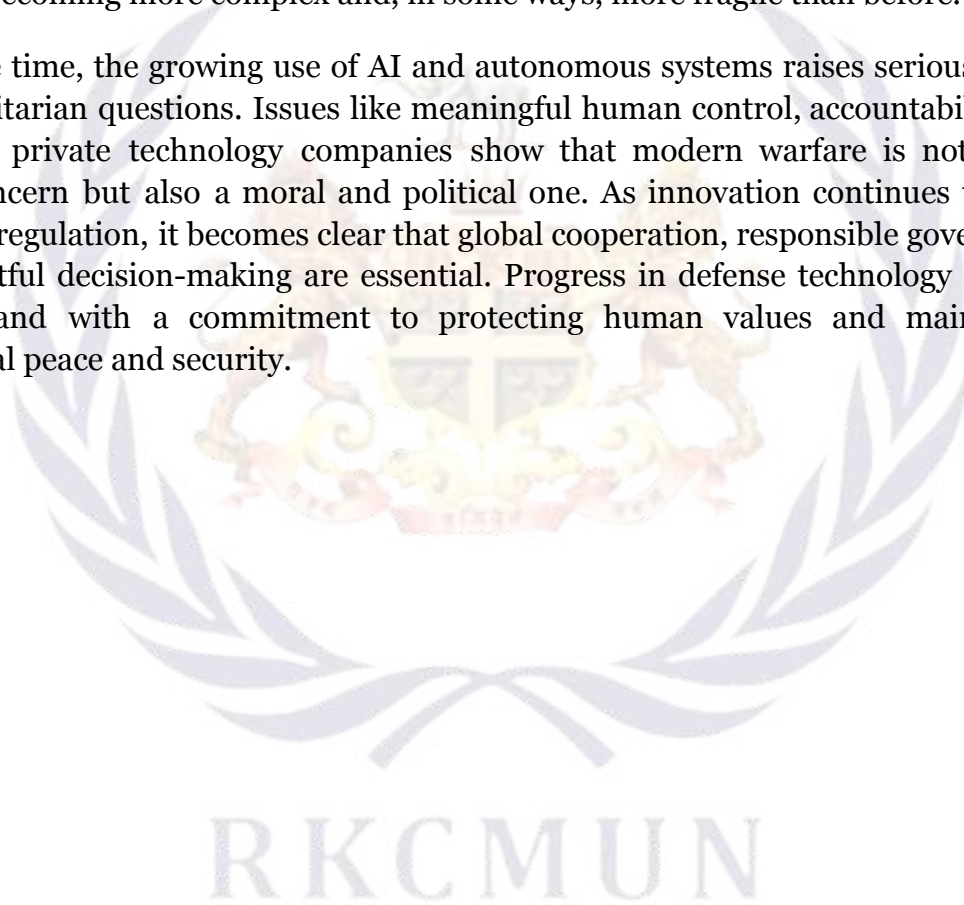 becoming more complex and, in some ways, more fragile than before.
time, the growing use of AI and autonomous systems raises serious
itarian questions. Issues like meaningful human control, accountabil
private technology companies show that modern warfare is not
ncern but also a moral and political one. As innovation continues
regulation, it becomes clear that global cooperation, responsible gove
tful decision-making are essential. Progress in defense technology
and with a commitment to protecting human values and main
al peace and security.
RKCMUN